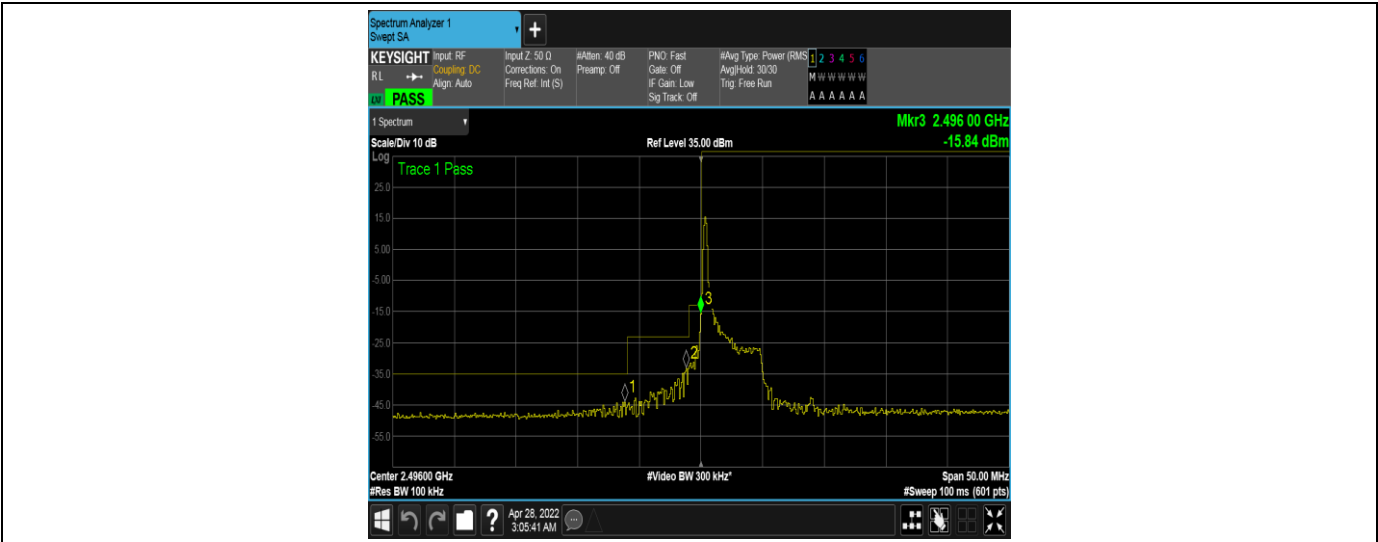 Spectrum Analyzer 1
Swept SA
+
KEYSIGHT Input: RF Input Z: 50 Ω #Atten: 40 dB PNO: Fast #Avg Type: Power (RMS 1 2 3 4 5 6
RL Coupling: DC Corrections: On Preamp: Off Gate: Off Avg|Hold: 30/30 M W W W W W
Align: Auto Freq Ref: Int (S) IF Gain: Low Trig: Free Run
PASS Sig Track: Off A A A A A A
1 Spectrum Mkr3 2.496 00 GHz
Scale/Div 10 dB Ref Level 35.00 dBm -15.84 dBm
Log
Trace 1 Pass
25.0
15.0
5.00
-5.00
3
-15.0
-25.0
2
-35.0
1
-45.0
-55.0
Center 2.49600 GHz #Video BW 300 kHz* Span 50.00 MHz
#Res BW 100 kHz #Sweep 100 ms (601 pts)
? Apr 28, 2022
3:05:41 AM